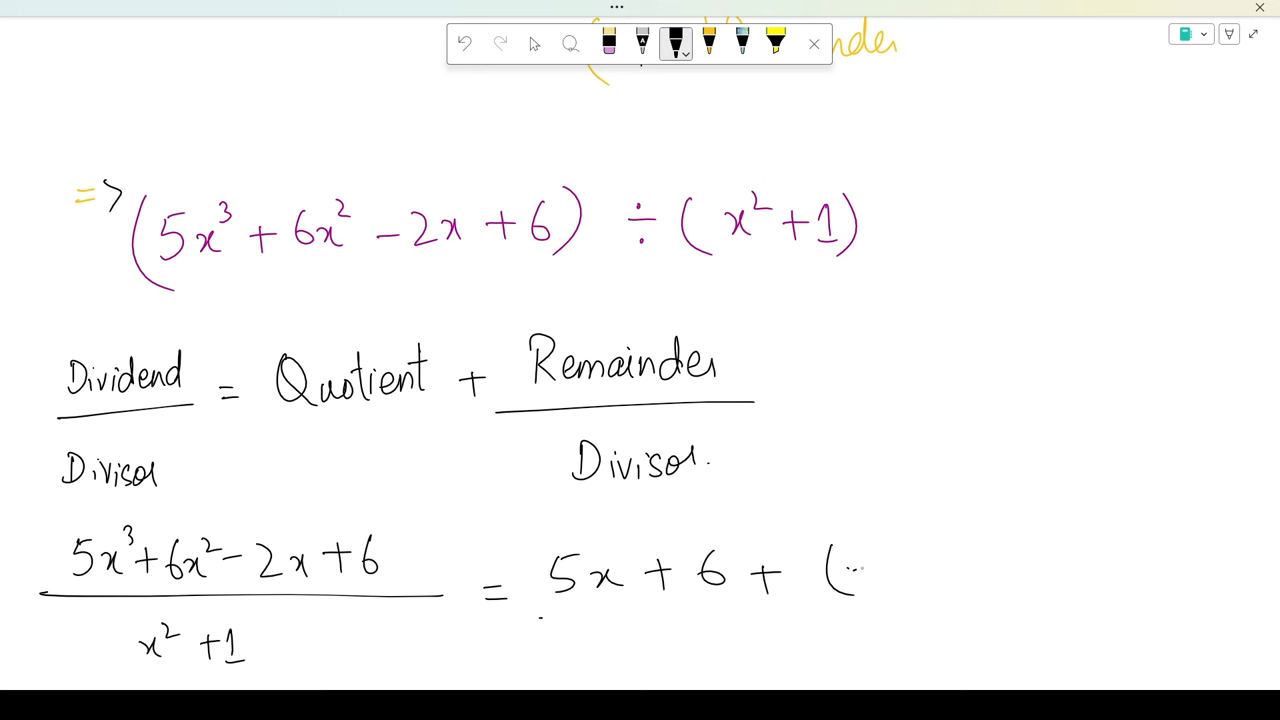 => (5x³ + 6x² - 2x + 6) ÷ (x² + 1)
Dividend = Quotient + Remainder
Divisor Divisor.
5x³ + 6x² - 2x + 6 = 5x + 6 + (
x² + 1